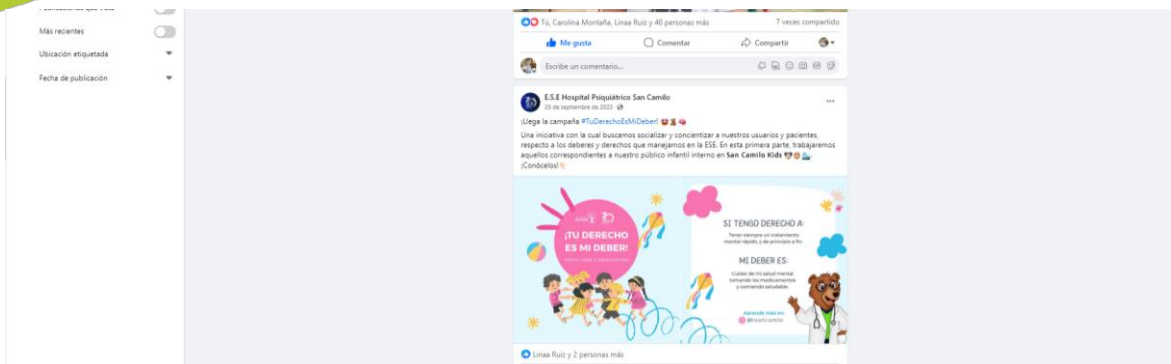 Más recientes
Ubicación etiquetada
Fecha de publicación
Tú, Carolina Montaña, Linaa Ruiz y 40 personas más
7 veces compartido
Me gusta
Comentar
Compartir
Escribe un comentario...
E.S.E Hospital Psiquiátrico San Camilo
25 de septiembre de 2023
¡Llega la campaña #TuDerechoEsMiDeber!
Una iniciativa con la cual buscamos socializar y concientizar a nuestros usuarios y pacientes,
respecto a los deberes y derechos que manejamos en la ESE. En esta primera parte, trabajaremos
aquellos correspondientes a nuestro público infantil interno en San Camilo Kids
¡Conócelos!
¡TU DERECHO
ES MI DEBER!
SI TENGO DERECHO A:
Tener siempre un tratamiento
mental rápido, y de principio a fin.
MI DEBER ES:
Cuidar de mi salud mental
tomando los medicamentos
y comiendo saludable
Aprende más en:
Linaa Ruiz y 2 personas más